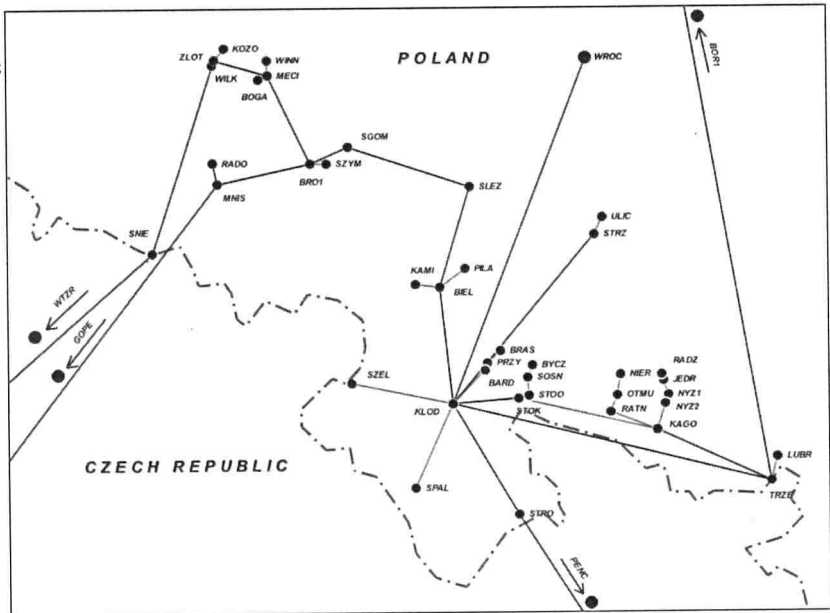 KOZO
ZLOT
WINN
WILK
MECI
BOGA
POLAND
WROC
BOR1
SGOM
RADO
SZYM
BRO1
MNIS
SLEZ
ULIC
STRZ
SNIE
KAMI
PILA
BIEL
WTZR
GOPE
BRAS
PRZY
BYCZ
RADZ
SZEL
BARD
SOSN
NIER
JEDR
STOO
OTMU
NYZ1
KLOD
STOK
RATN
NYZ2
KAGO
LUBR
CZECH REPUBLIC
SPAL
TRZE
STRO
PENC